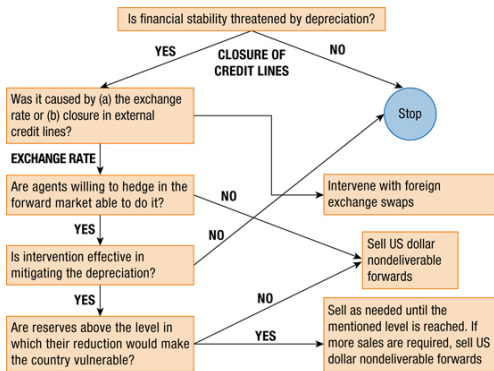 Is financial stability threatened by depreciation?
YES
CLOSURE OF
CREDIT LINES
NO
Was it caused by (a) the exchange
rate or (b) closure in external
credit lines?
Stop
EXCHANGE RATE
Are agents willing to hedge in the
forward market able to do it?
NO
Intervene with foreign
exchange swaps
YES
NO
Is intervention effective in
mitigating the depreciation?
Sell US dollar
nondeliverable
forwards
YES
NO
Are reserves above the level in
which their reduction would make
the country vulnerable?
YES
Sell as needed until the
mentioned level is reached. If
more sales are required, sell US
dollar nondeliverable forwards